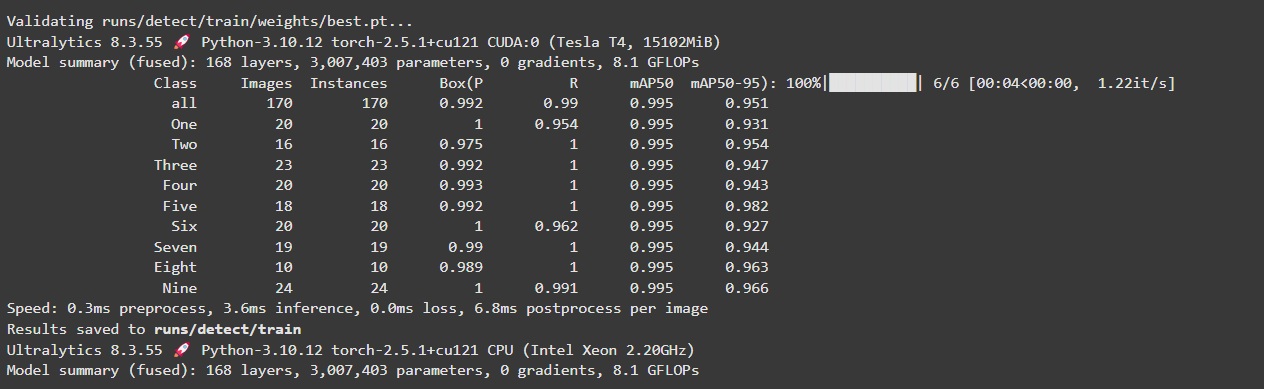 Validating runs/detect/train/weights/best.pt...
Ultralytics 8.3.55 🚀 Python-3.10.12 torch-2.5.1+cu121 CUDA:0 (Tesla T4, 15102MiB)
Model summary (fused): 168 layers, 3,007,403 parameters, 0 gradients, 8.1 GFLOPs
Class Images Instances Box(P R mAP50 mAP50-95): 100%|██████████| 6/6 [00:04<00:00, 1.22it/s]
all 170 170 0.992 0.99 0.995 0.951
One 20 20 1 0.954 0.995 0.931
Two 16 16 0.975 1 0.995 0.954
Three 23 23 0.992 1 0.995 0.947
Four 20 20 0.993 1 0.995 0.943
Five 18 18 0.992 1 0.995 0.982
Six 20 20 1 0.962 0.995 0.927
Seven 19 19 0.99 1 0.995 0.944
Eight 10 10 0.989 1 0.995 0.963
Nine 24 24 1 0.991 0.995 0.966
Speed: 0.3ms preprocess, 3.6ms inference, 0.0ms loss, 6.8ms postprocess per image
Results saved to runs/detect/train
Ultralytics 8.3.55 🚀 Python-3.10.12 torch-2.5.1+cu121 CPU (Intel Xeon 2.20GHz)
Model summary (fused): 168 layers, 3,007,403 parameters, 0 gradients, 8.1 GFLOPs